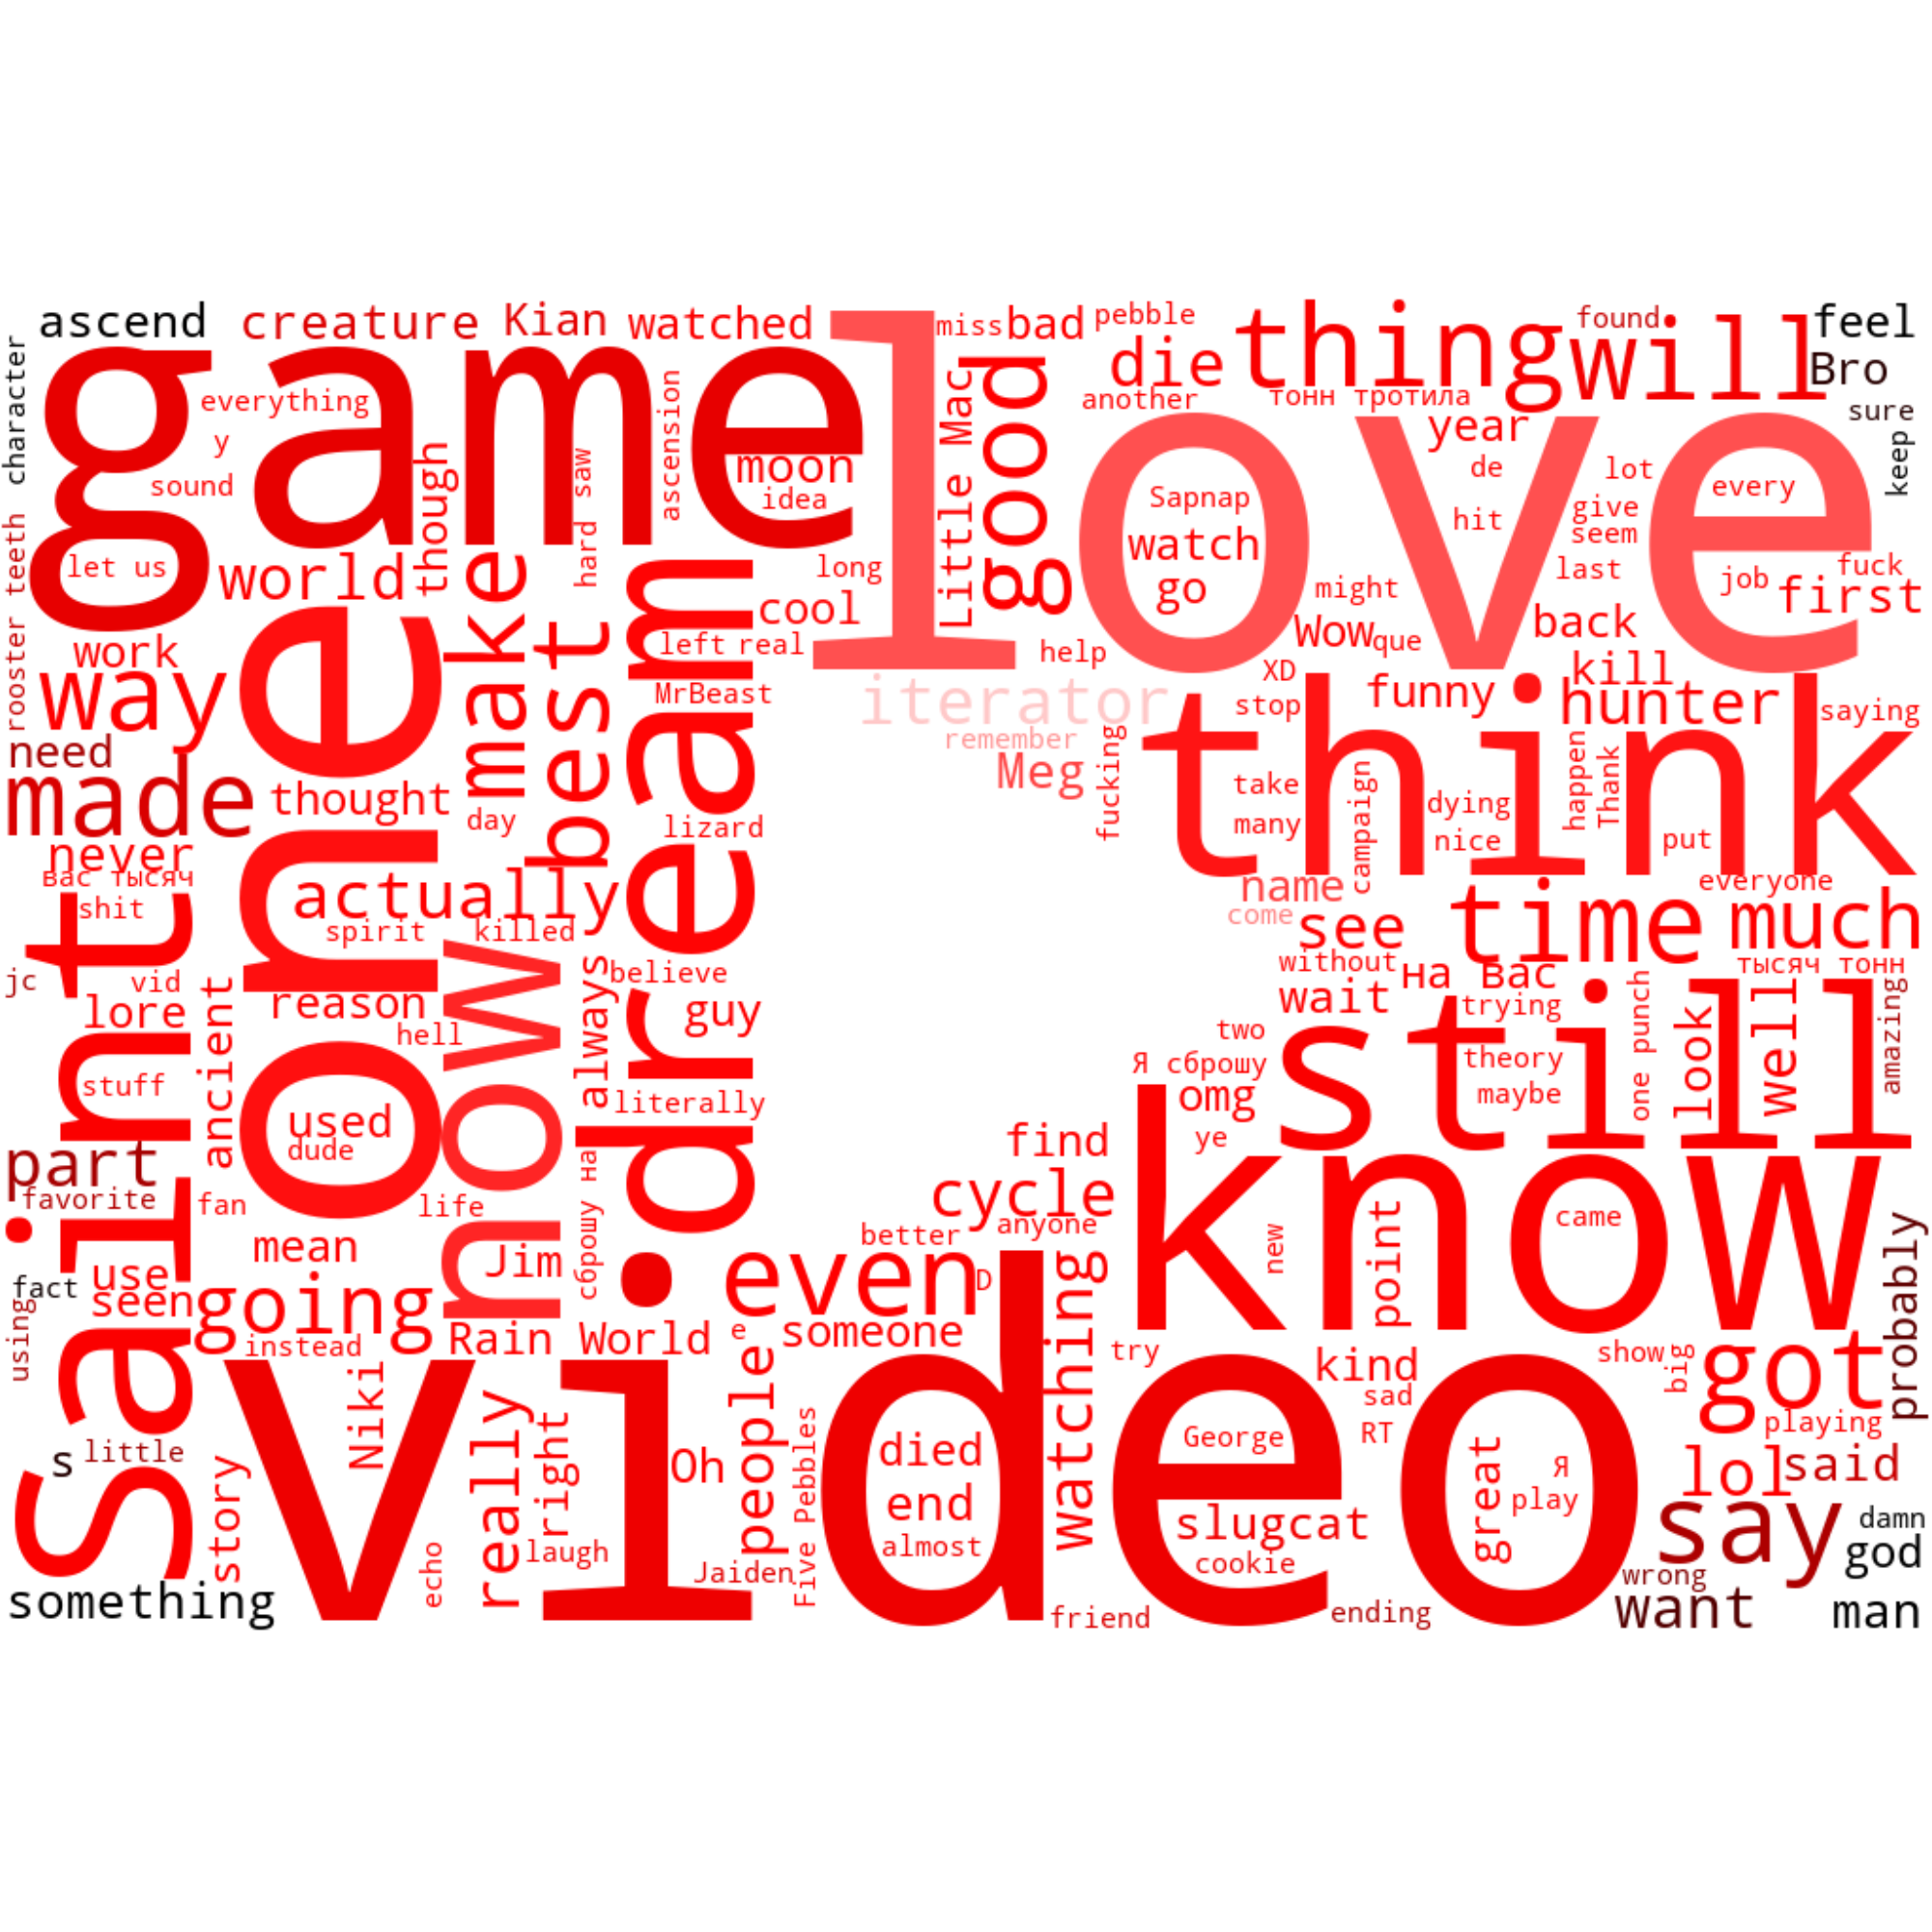 ascend
creature
Kian
watched
love
miss
bad
pebble
thing
found
will
feel
character
game
everything
y
sound
though
hard
saw
ascension
moon
idea
Little Mac
good
die
another
тонн тротила
year
Bro
sure
keep
de
lot
every
Sapnap
hit
give
seem
watch
go
let us
world
make
best
dream
long
cool
might
last
job
fuck
first
rooster teeth
work
way
one
left
real
help
Wow
que
back
MrBeast
iterator
XD
funny
kill
hunter
saying
remember
stop
think
need
made
thought
day
lizard
Meg
fucking
take
many
campaign
dying
nice
happen
Thank
put
never
вас тысяч
shit
Saint
actually
spirit
killed
name
come
see
time
everyone
much
jc
vid
lore
ancient
reason
hell
now
always
believe
guy
without
wait
на вас
trying
тысяч тонн
amazing
stuff
used
dude
literally
two
Я сброшу
still
theory
maybe
one punch
look
well
omg
ye
part
favorite
fan
life
сброшу на
find
cycle
anyone
know
came
point
new
probably
mean
Jim
better
even
D
watching
fact
use
seen
using
going
instead
Rain World
e
someone
try
kind
show
big
got
video
Niki
really
right
people
sad
playing
s
little
story
Oh
Five Pebbles
died
George
RT
great
Я
lol
said
end
play
say
damn
echo
laugh
Jaiden
almost
slugcat
cookie
god
wrong
something
friend
ending
want
man